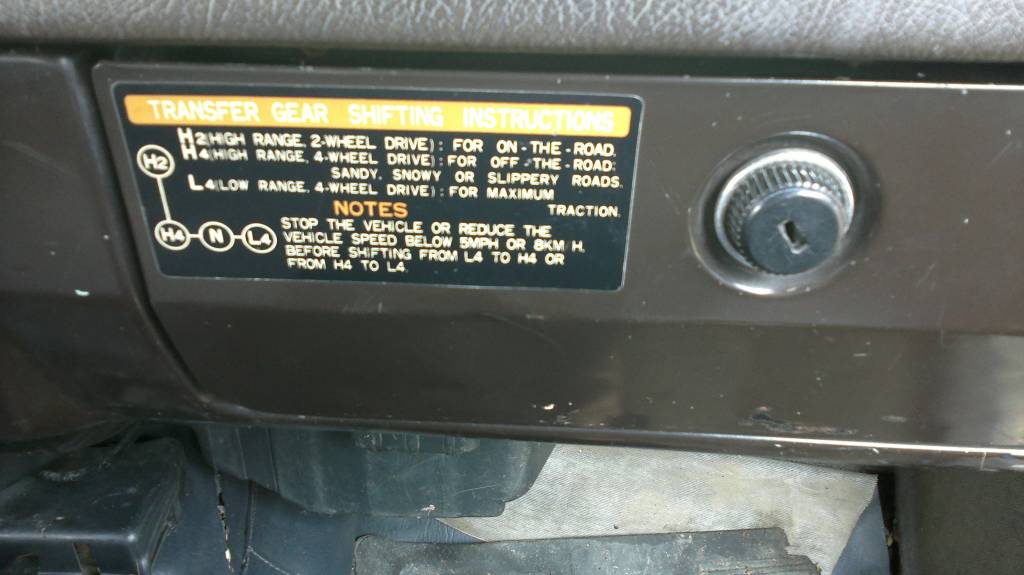 TRANSFER GEAR SHIFTING INSTRUCTIONS
H2(HIGH RANGE, 2-WHEEL DRIVE): FOR ON-THE-ROAD.
H4(HIGH RANGE, 4-WHEEL DRIVE): FOR OFF-THE-ROAD:
SANDY, SNOWY OR SLIPPERY ROADS.
L4(LOW RANGE, 4-WHEEL DRIVE): FOR MAXIMUM
TRACTION.
H2
H4 N L4
NOTES
STOP THE VEHICLE OR REDUCE THE
VEHICLE SPEED BELOW 5MPH OR 8KM/H.
BEFORE SHIFTING FROM L4 TO H4 OR
FROM H4 TO L4.